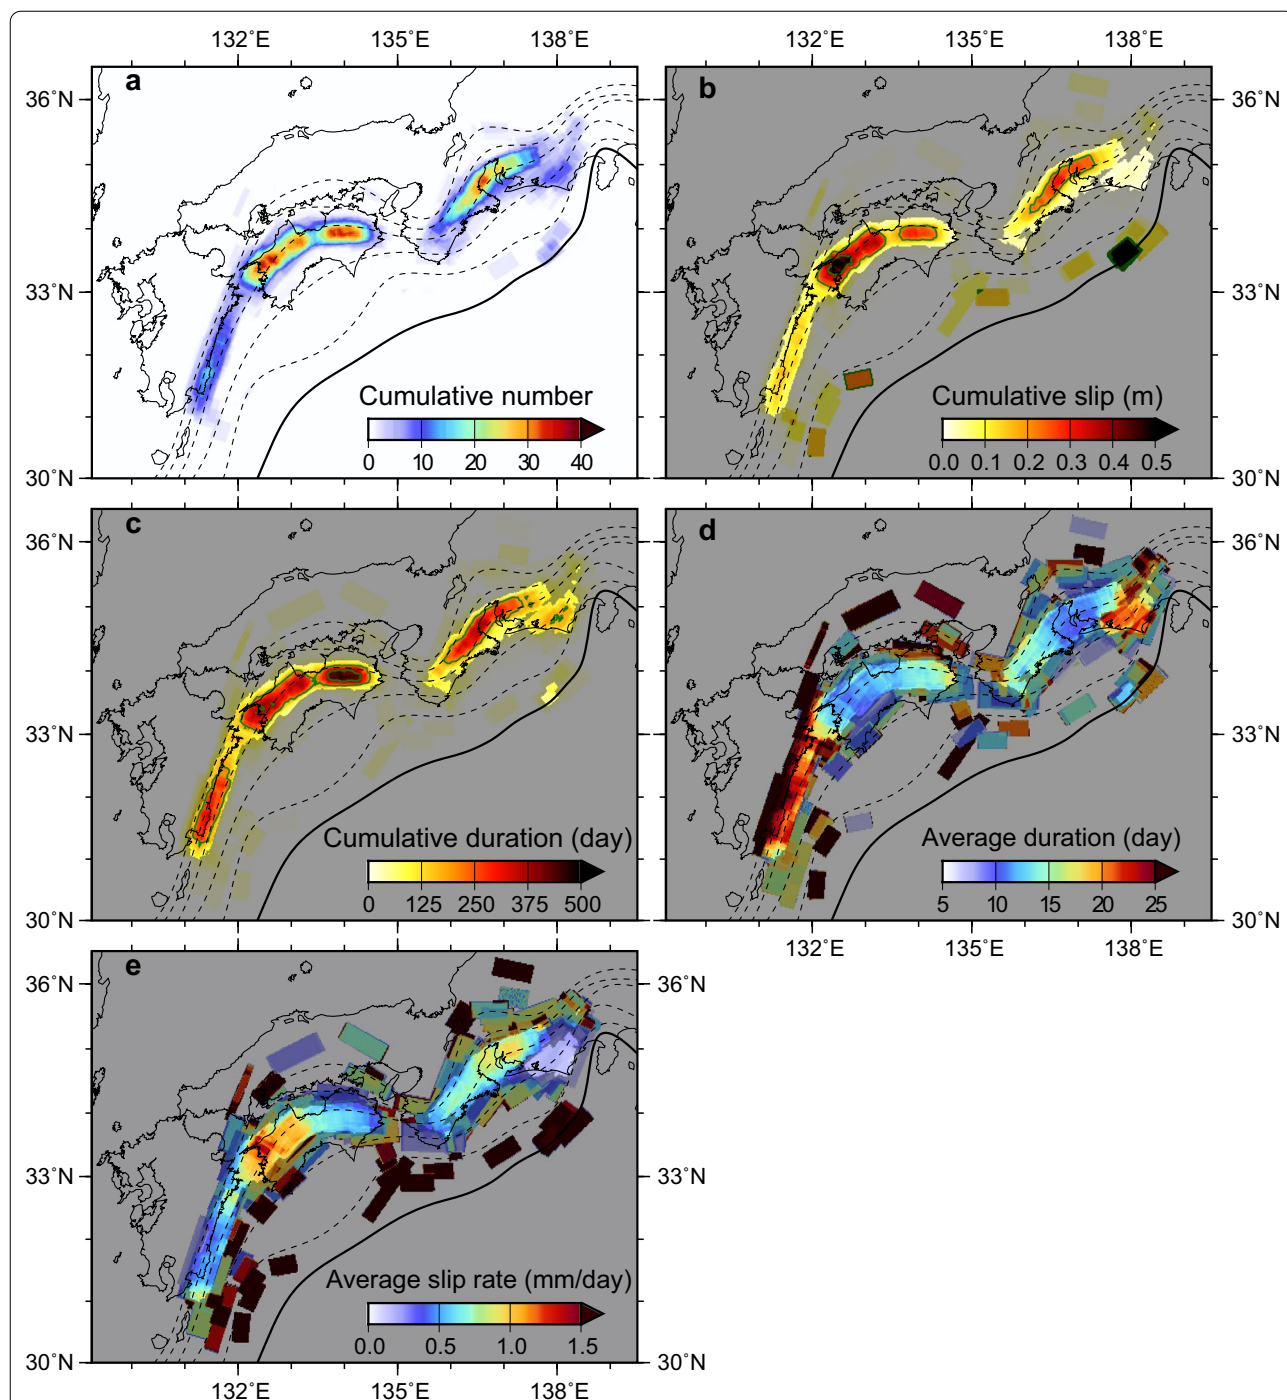 132°E 135°E 138°E 132°E 135°E 138°E
a b
36°N 36°N
33°N 33°N
Cumulative number Cumulative slip (m)
0 10 20 30 40 0.0 0.1 0.2 0.3 0.4 0.5
30°N 30°N
c d
36°N 36°N
33°N 33°N
Cumulative duration (day) Average duration (day)
0 125 250 375 500 5 10 15 20 25
30°N 30°N
132°E 135°E 138°E
e
36°N 36°N
33°N 33°N
Average slip rate (mm/day)
0.0 0.5 1.0 1.5
30°N 30°N
132°E 135°E 138°E